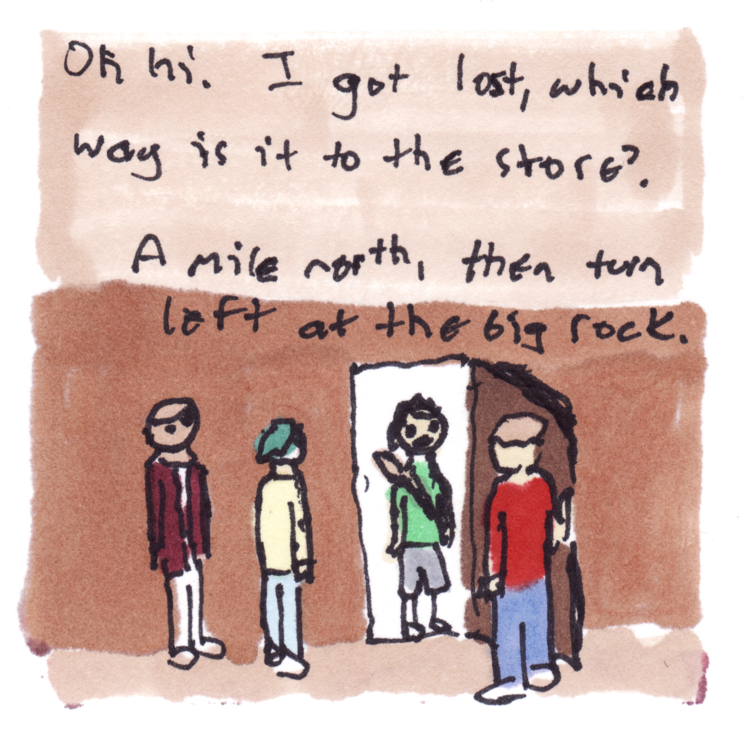 Oh hi. I got lost, which
way is it to the store?.
A mile north, then turn
left at the big rock.